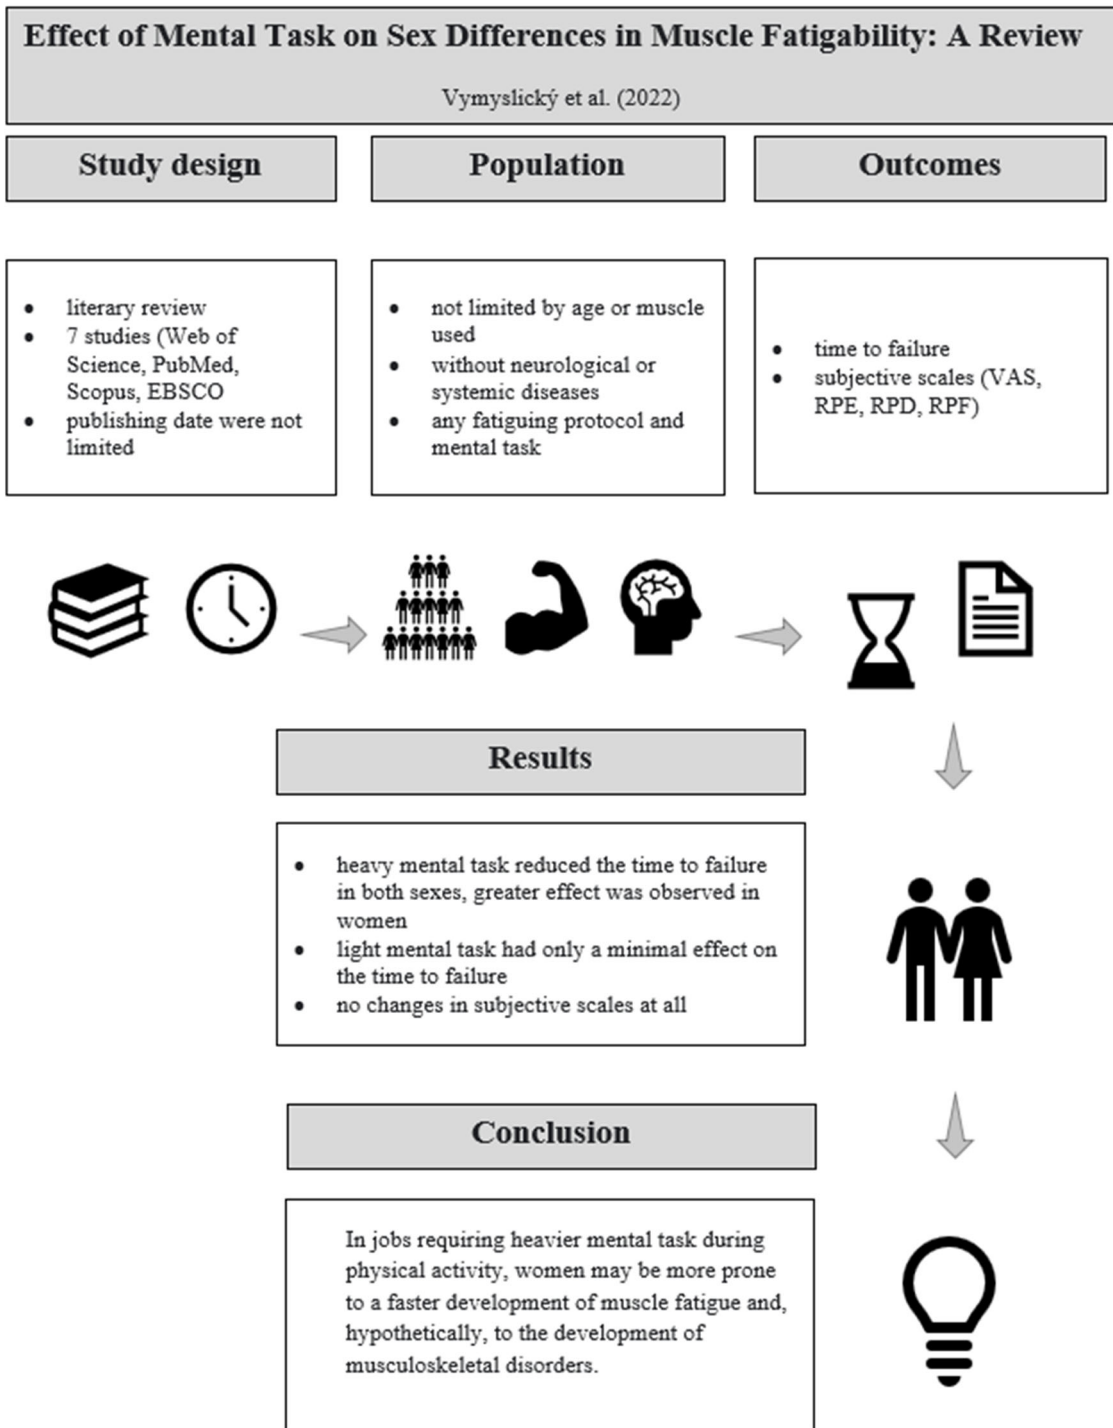 Effect of Mental Task on Sex Differences in Muscle Fatigability: A Review
Vymyslický et al. (2022)
Study design
Population
Outcomes
• literary review
• 7 studies (Web of
Science, PubMed,
Scopus, EBSCO
• publishing date were not
limited
• not limited by age or muscle
used
• without neurological or
systemic diseases
• any fatiguing protocol and
mental task
• time to failure
• subjective scales (VAS,
RPE, RPD, RPF)
Results
• heavy mental task reduced the time to failure
in both sexes, greater effect was observed in
women
• light mental task had only a minimal effect on
the time to failure
• no changes in subjective scales at all
Conclusion
In jobs requiring heavier mental task during
physical activity, women may be more prone
to a faster development of muscle fatigue and,
hypothetically, to the development of
musculoskeletal disorders.